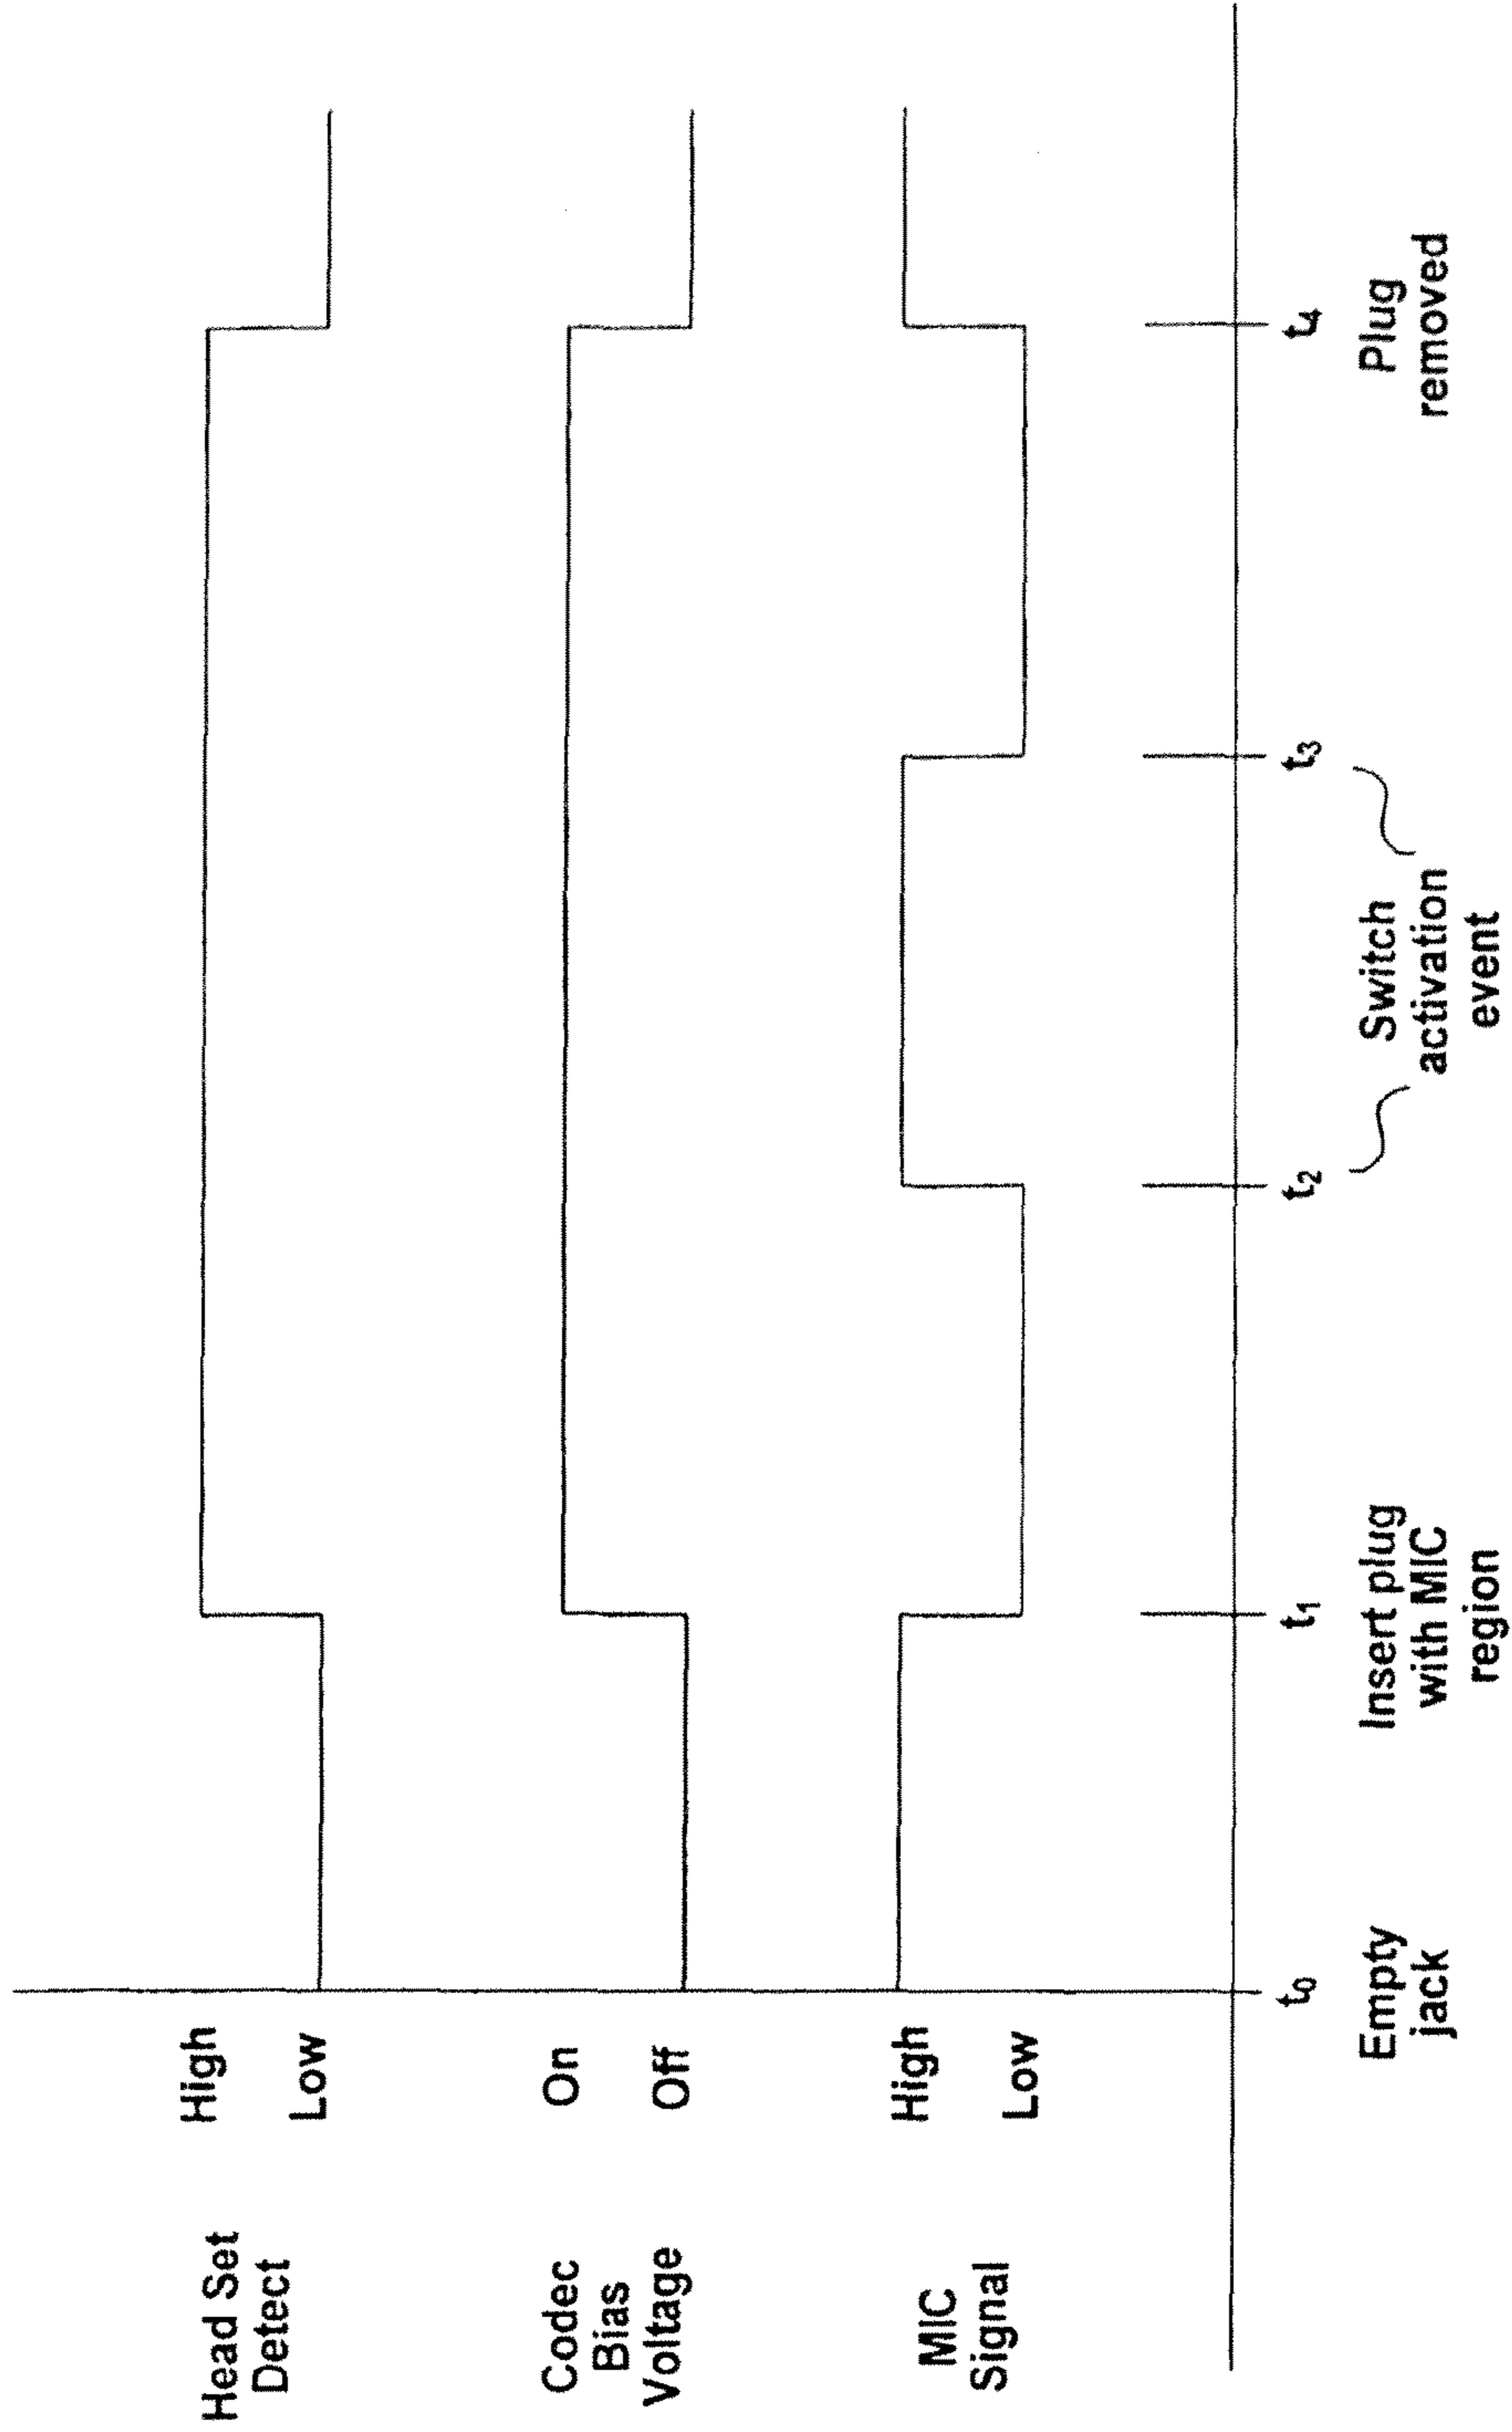 Head Set
Detect
High
Low
Codec
Bias
Voltage
On
Off
MIC
Signal
High
Low
t0
t1
t2
t3
t4
Empty
jack
Insert plug
with MIC
region
Switch
activation
event
Plug
removed